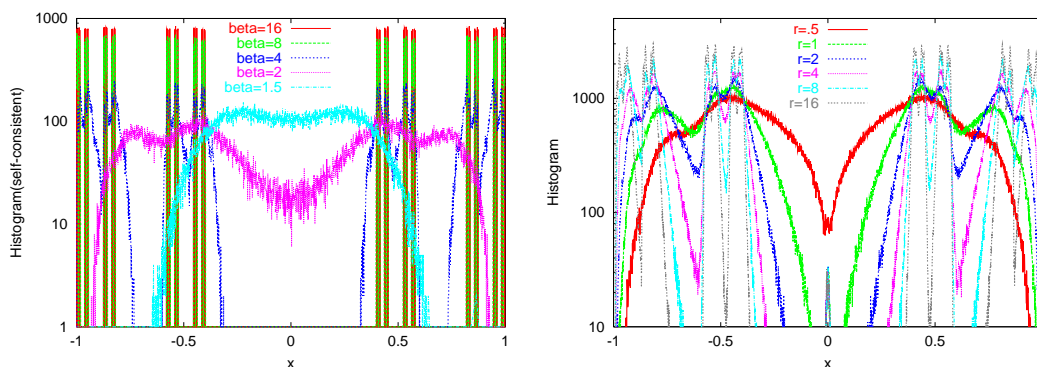 1000
100
10
1
-1
-0.5
0
0.5
1
x
Histogram(self-consistent)
beta=16
beta=8
beta=4
beta=2
beta=1.5
1000
100
10
-1
-0.5
0
0.5
x
Histogram
r=.5
r=1
r=2
r=4
r=8
r=16